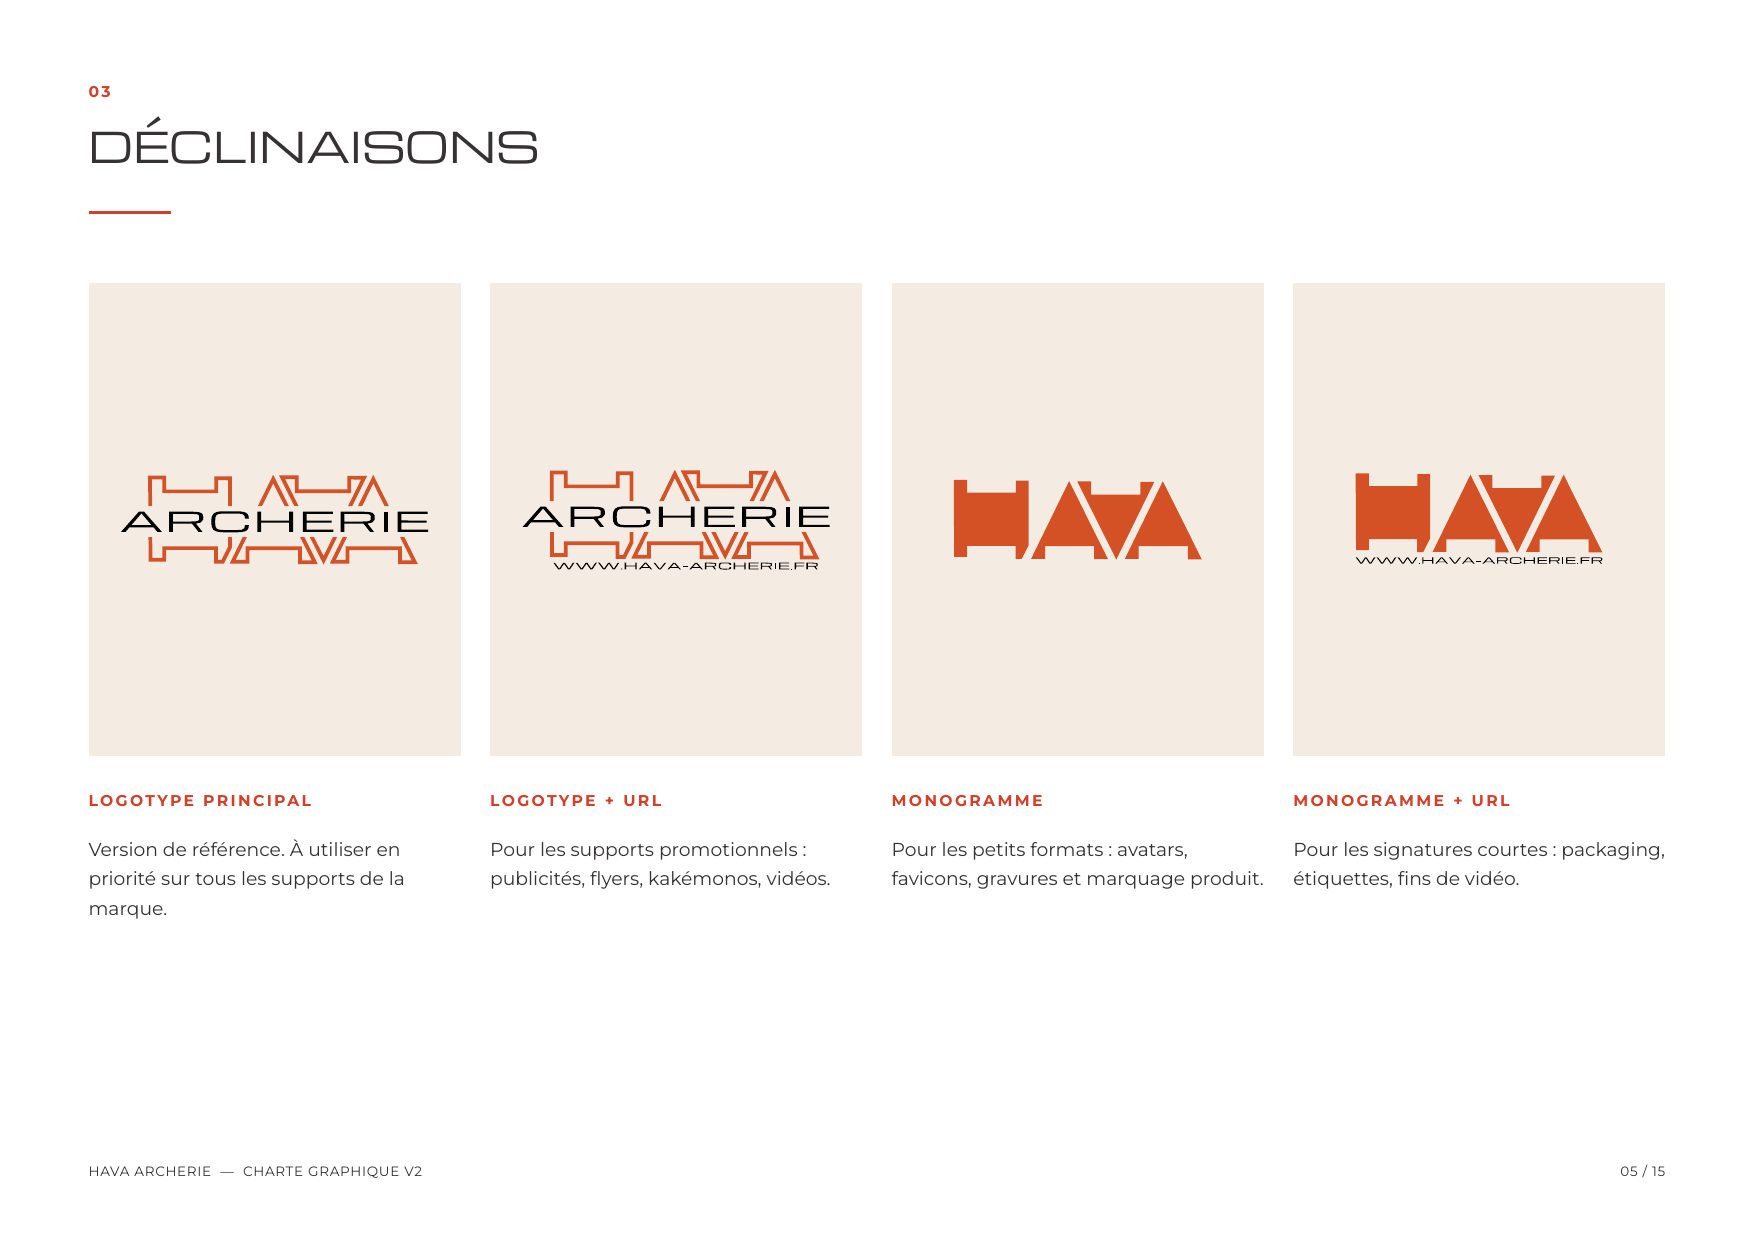 03
DÉCLINAISONS
HAVA
ARCHERIE
HAVA
ARCHERIE
WWW.HAVA-ARCHERIE.FR
HAVA
HAVA
WWW.HAVA-ARCHERIE.FR
LOGOTYPE PRINCIPAL
Version de référence. À utiliser en
priorité sur tous les supports de la
marque.
LOGOTYPE + URL
Pour les supports promotionnels :
publicités, flyers, kakémonos, vidéos.
MONOGRAMME
Pour les petits formats : avatars,
favicons, gravures et marquage produit.
MONOGRAMME + URL
Pour les signatures courtes : packaging,
étiquettes, fins de vidéo.
HAVA ARCHERIE — CHARTE GRAPHIQUE V2
05 / 15